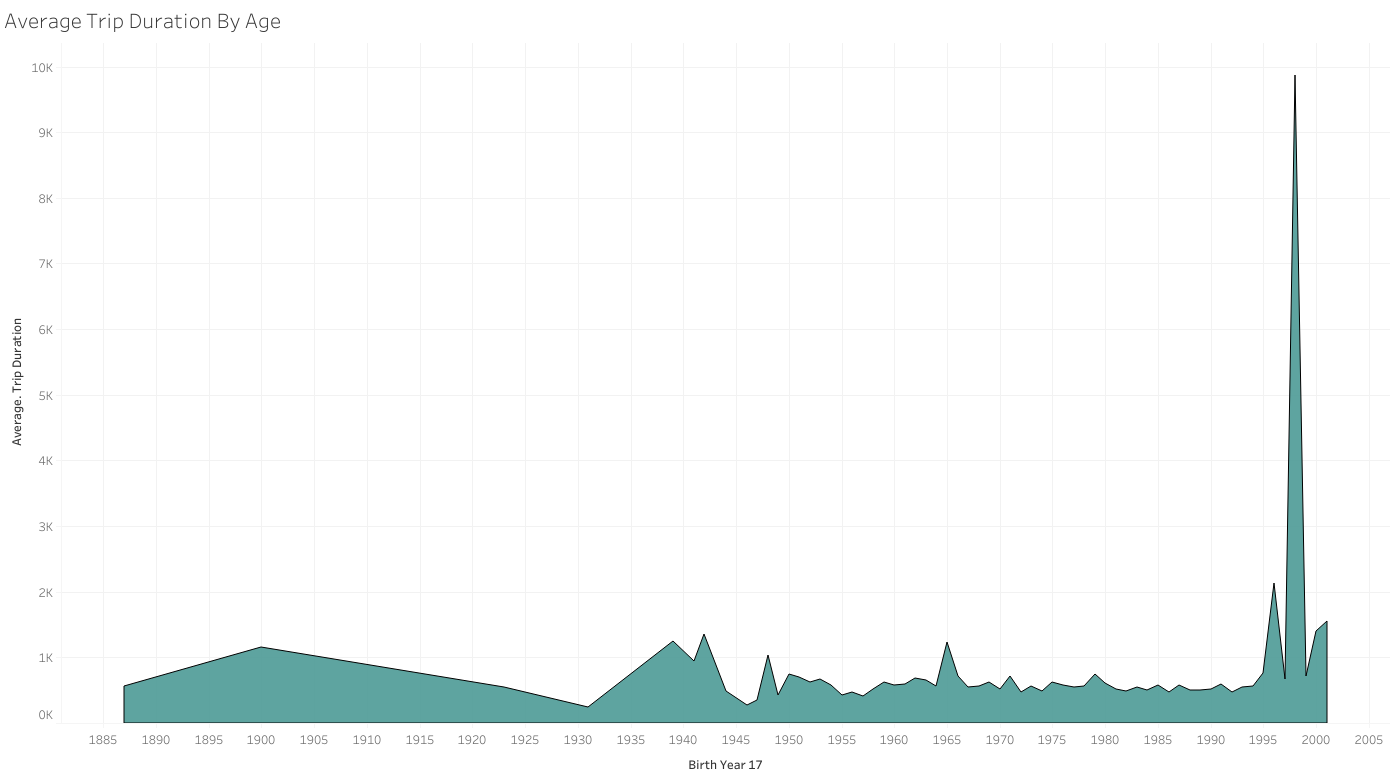 Average Trip Duration By Age
10K
9K
8K
7K
6K
5K
4K
3K
2K
1K
0K
Average. Trip Duration
1885 1890 1895 1900 1905 1910 1915 1920 1925 1930 1935 1940 1945 1950 1955 1960 1965 1970 1975 1980 1985 1990 1995 2000 2005
Birth Year 17